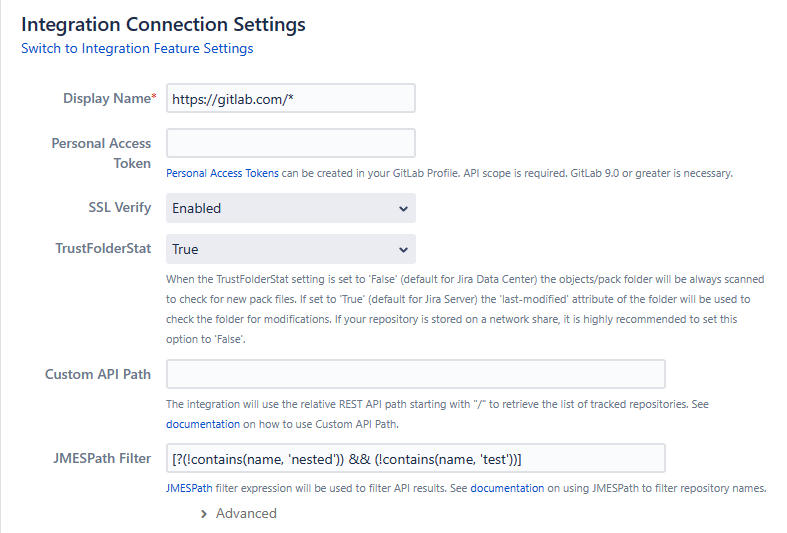 Integration Connection Settings
Switch to Integration Feature Settings
Display Name*
https://gitlab.com/*
Personal Access
Token
Personal Access Tokens can be created in your GitLab Profile. API scope is required. GitLab 9.0 or greater is necessary.
SSL Verify
Enabled
TrustFolderStat
True
When the TrustFolderStat setting is set to 'False' (default for Jira Data Center) the objects/pack folder will be always scanned
to check for new pack files. If set to 'True' (default for Jira Server) the 'last-modified' attribute of the folder will be used to
check the folder for modifications. If your repository is stored on a network share, it is highly recommended to set this
option to 'False'.
Custom API Path
The integration will use the relative REST API path starting with "/" to retrieve the list of tracked repositories. See
documentation on how to use Custom API Path.
JMESPath Filter
[?(!contains(name, 'nested')) && (!contains(name, 'test'))]
JMESPath filter expression will be used to filter API results. See documentation on using JMESPath to filter repository names.
Advanced